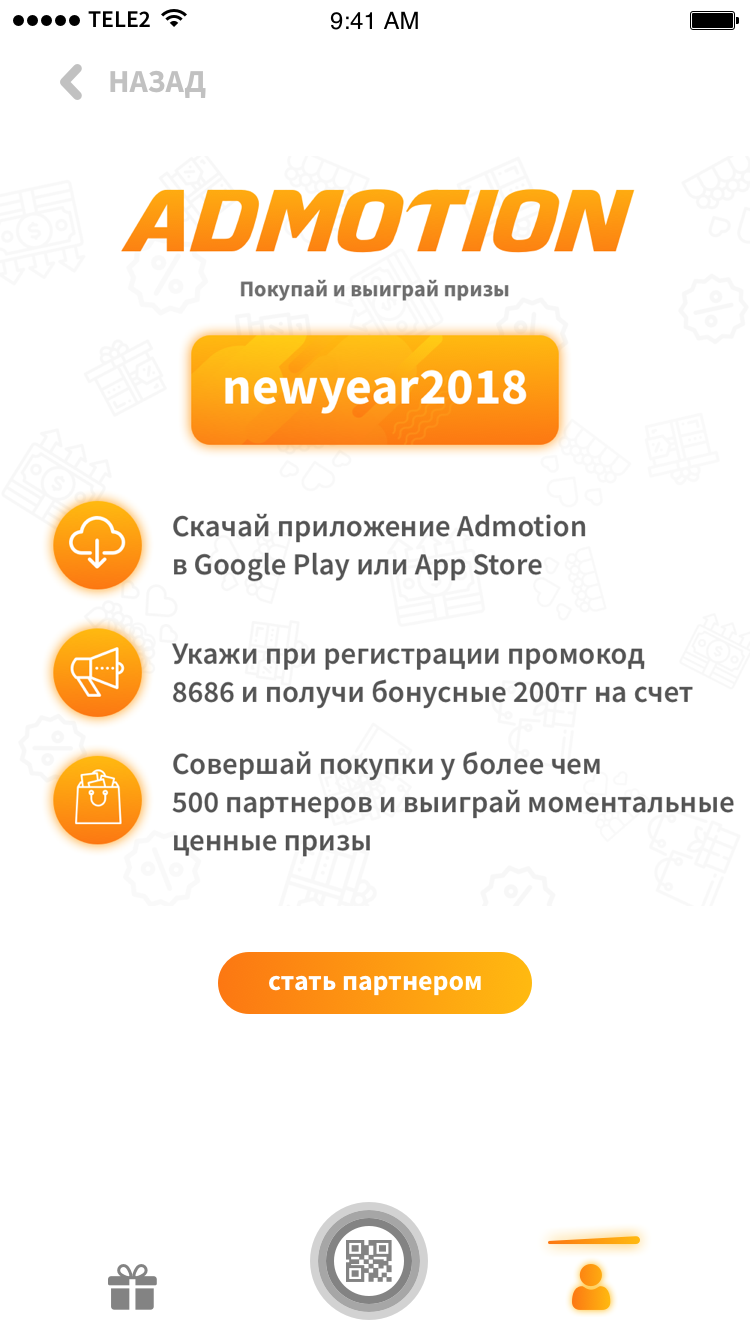 TELE2
9:41 AM
НАЗАД
ADMOTION
Покупай и выиграй призы
newyear2018
Скачай приложение Admotion
в Google Play или App Store
Укажи при регистрации промокод
8686 и получи бонусные 200тг на счет
Совершай покупки у более чем
500 партнеров и выиграй моментальные
ценные призы
стать партнером